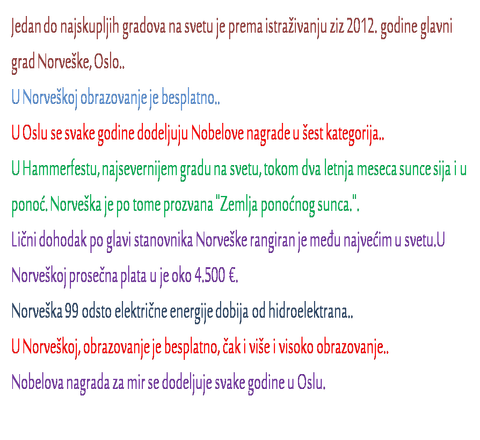 Jedan do najskupljih gradova na svetu je prema istraživanju ziz 2012. godine glavni
grad Norveške, Oslo..
U Norveškoj obrazovanje je besplatno..
U Oslu se svake godine dodeljuju Nobelove nagrade u šest kategorija..
U Hammerfestu, najsevernijem gradu na svetu, tokom dva letnja meseca sunce sija i u
ponoć. Norveška je po tome prozvana "Zemlja ponoćnog sunca.".
Lični dohodak po glavi stanovnika Norveške rangiran je među najvećim u svetu.U
Norveškoj prosečna plata u je oko 4.500 €.
Norveška 99 odsto električne energije dobija od hidroelektrana..
U Norveškoj, obrazovanje je besplatno, čak i više i visoko obrazovanje..
Nobelova nagrada za mir se dodeljuje svake godine u Oslu.